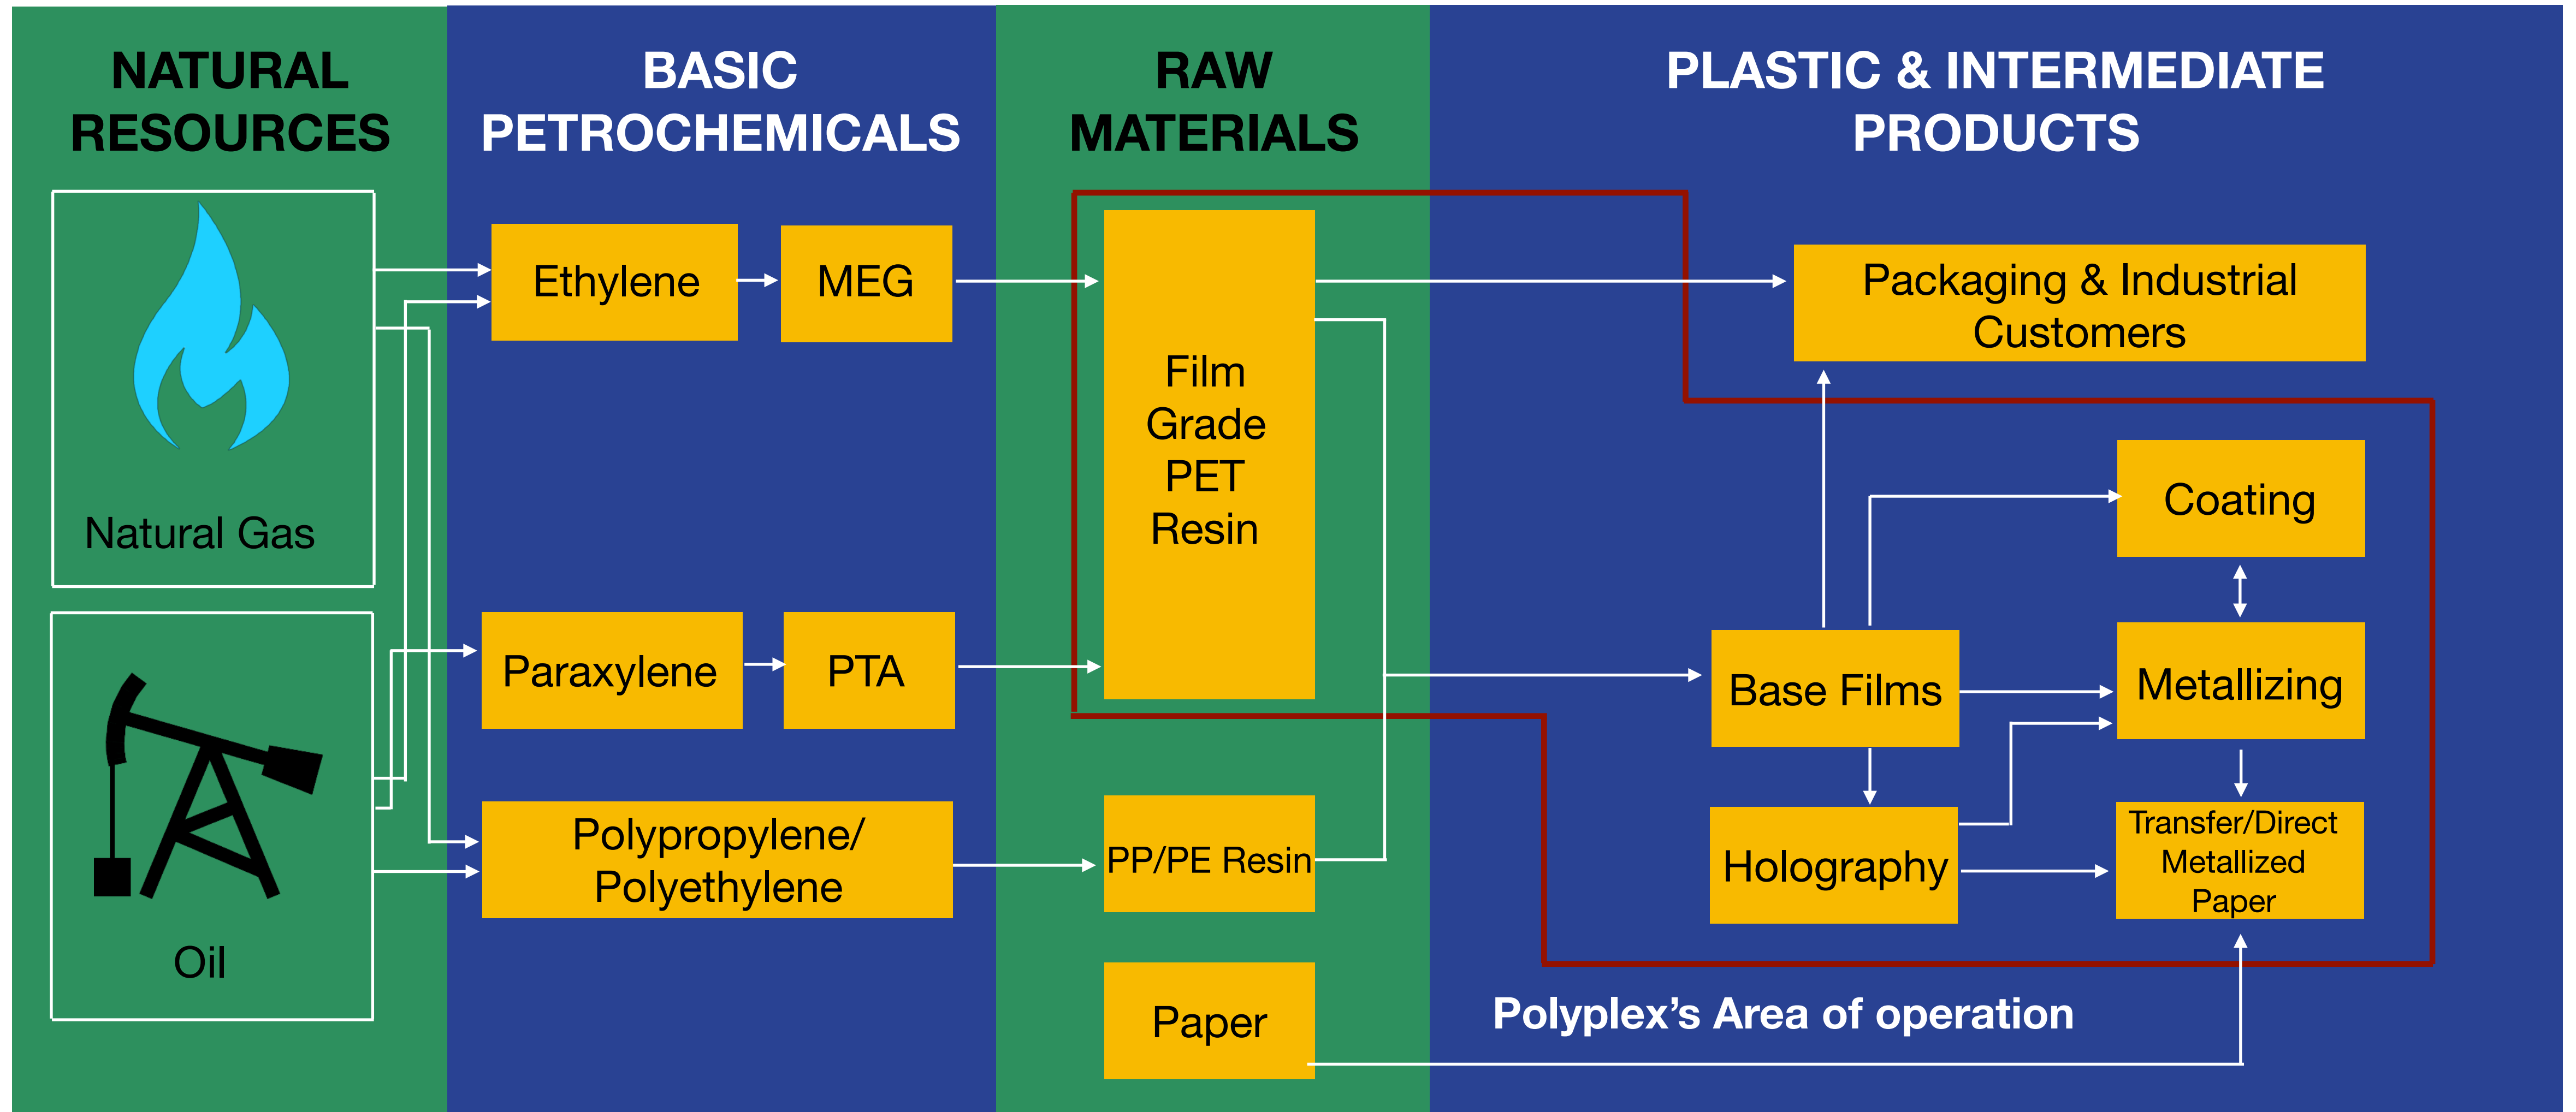 NATURAL
RESOURCES
BASIC
PETROCHEMICALS
RAW
MATERIALS
PLASTIC & INTERMEDIATE
PRODUCTS
Natural Gas
Oil
Ethylene
MEG
Paraxylene
PTA
Polypropylene/
Polyethylene
Film
Grade
PET
Resin
PP/PE Resin
Paper
Packaging & Industrial
Customers
Coating
Base Films
Metallizing
Holography
Transfer/Direct
Metallized
Paper
Polyplex’s Area of operation